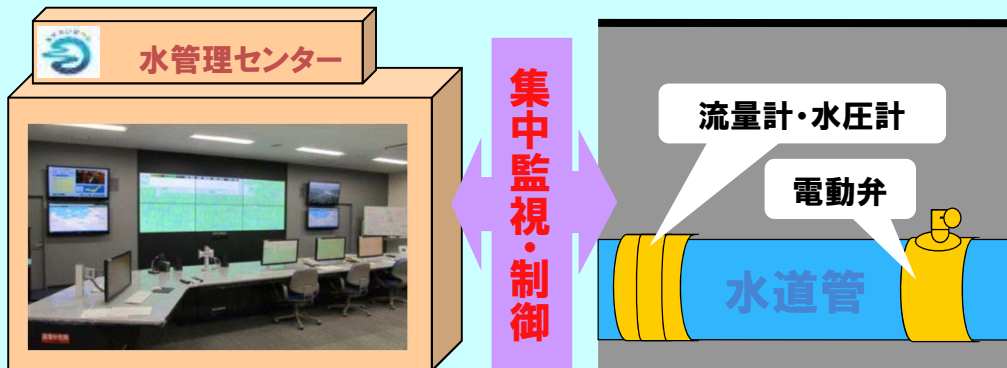 水管理センター
集中監視・制御
流量計・水圧計
電動弁
水道管